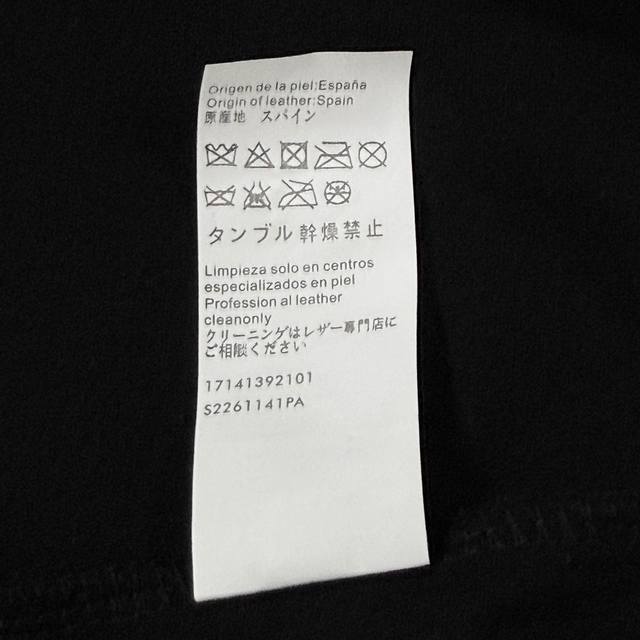 Origen de la piel:España
Origin of leather:Spain
原産地 スパイン
タンブル幹燥禁止
Limpieza solo en centros
especializados en piel
Profession al leather
cleanonly
クリーニングはレザー専門店に
ご相談ください
17141392101
S2261141PA